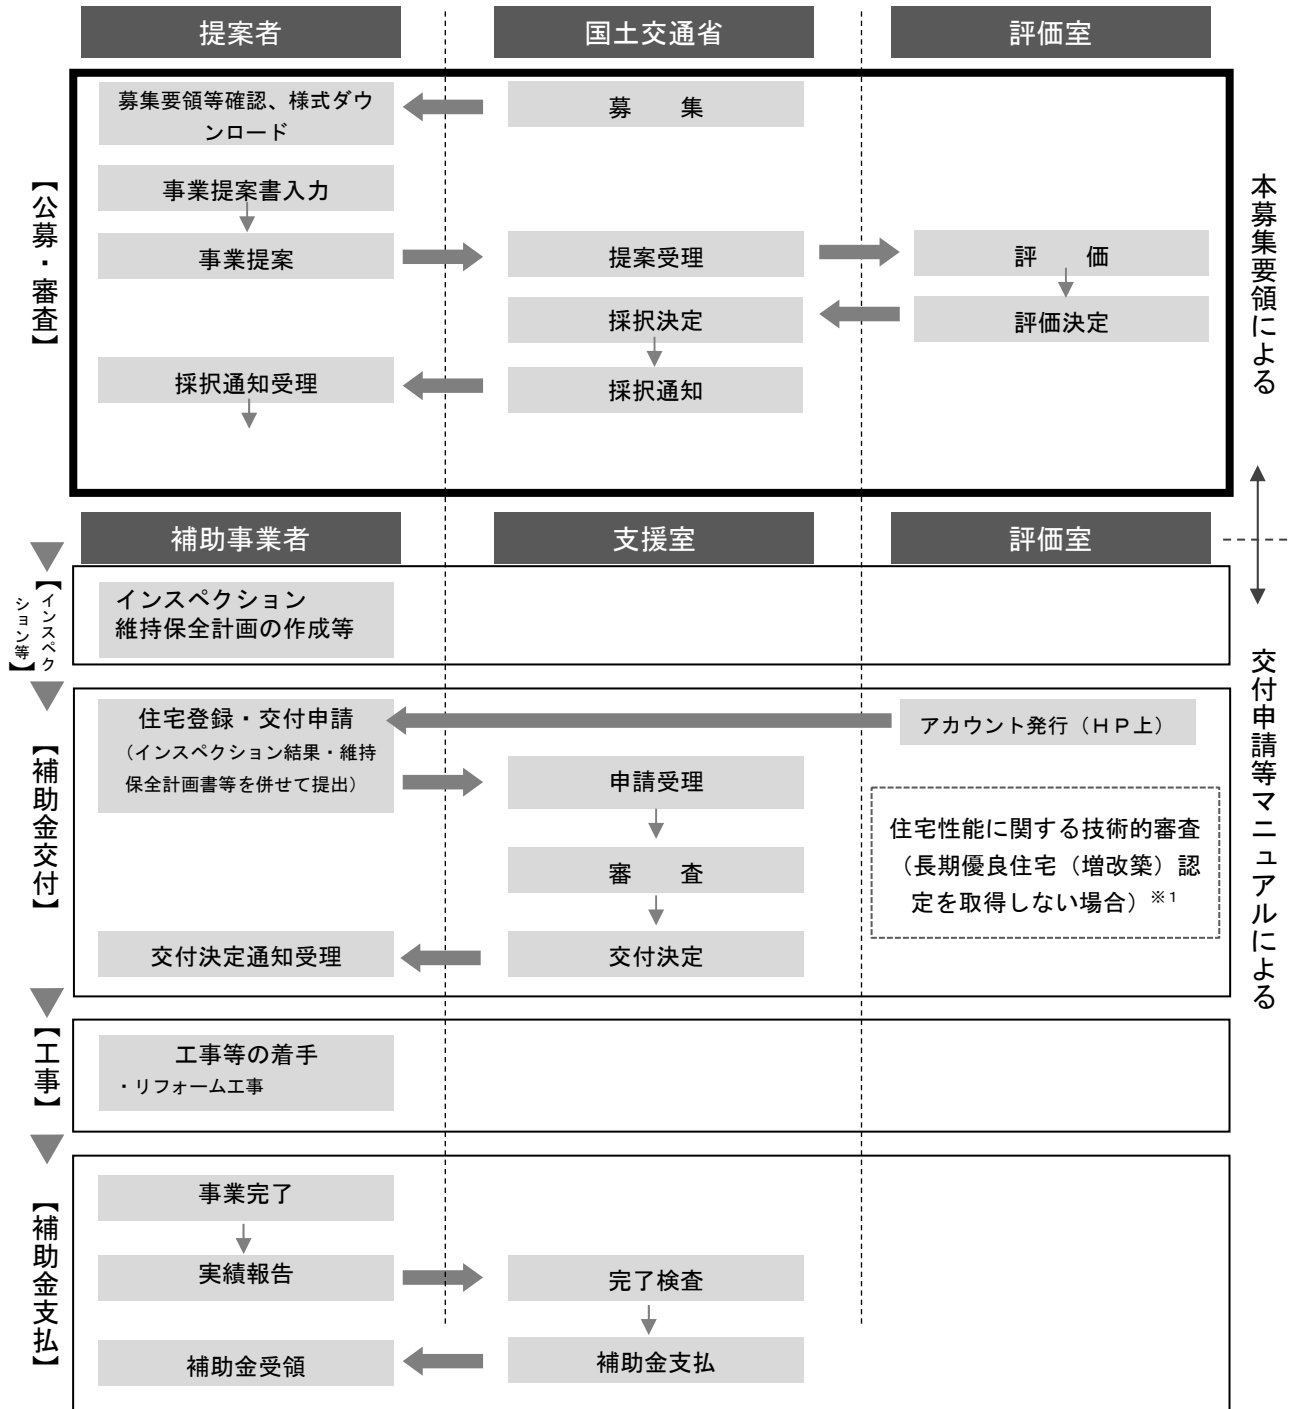 提案者
国土交通省
評価室
【公募・審査】
募集要領等確認、様式ダウ
ンロード
募　　集
事業提案書入力
事業提案
提案受理
評　　価
採択決定
評価決定
採択通知受理
採択通知
本募集要領による
補助事業者
支援室
評価室
【インスペク
ション等】
インスペクション
維持保全計画の作成等
【補助金交付】
住宅登録・交付申請
（インスペクション結果・維持
保全計画書等を併せて提出）
アカウント発行（ＨＰ上）
申請受理
審　　査
住宅性能に関する技術的審査
（長期優良住宅（増改築）認
定を取得しない場合）※1
交付決定通知受理
交付決定
交付申請等マニュアルによる
【工事】
工事等の着手
・リフォーム工事
【補助金支払】
事業完了
実績報告
完了検査
補助金受領
補助金支払